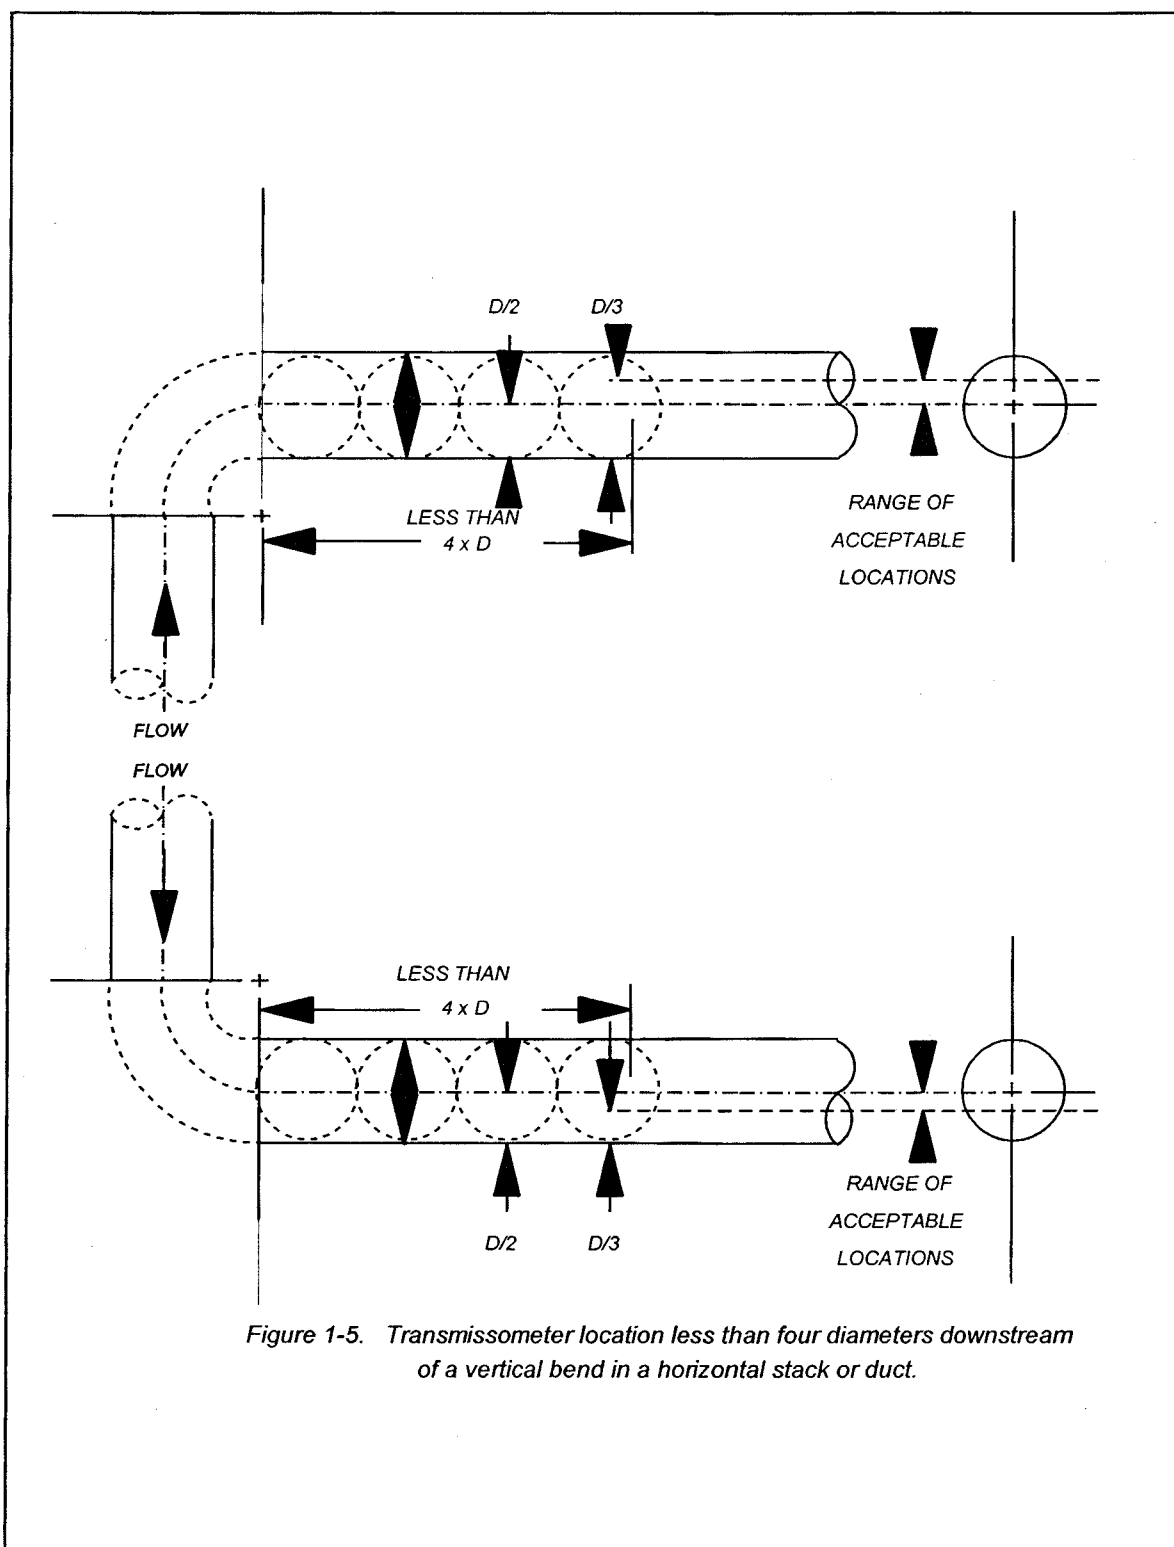 D/2 D/3
LESS THAN
4 x D
RANGE OF
ACCEPTABLE
LOCATIONS
FLOW
FLOW
LESS THAN
4 x D
D/2 D/3
RANGE OF
ACCEPTABLE
LOCATIONS
Figure 1-5. Transmissometer location less than four diameters downstream
of a vertical bend in a horizontal stack or duct.